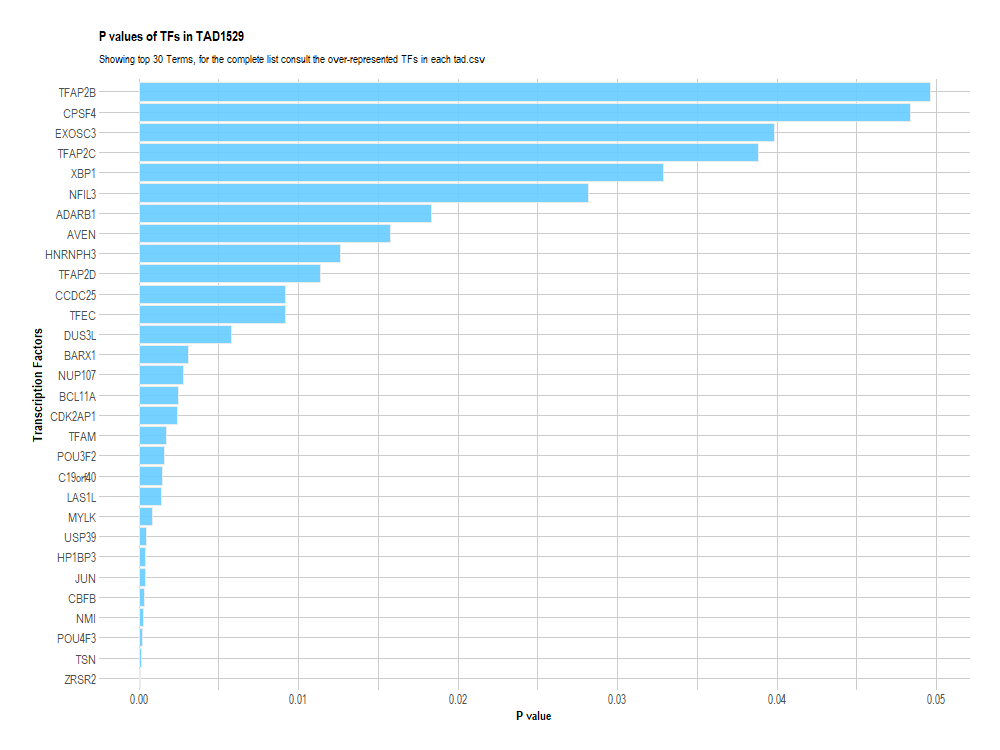 P values of TFs in TAD1529
Showing top 30 Terms, for the complete list consult the over-represented TFs in each tad.csv
Transcription Factors
TFAP2B
CPSF4
EXOSC3
TFAP2C
XBP1
NFIL3
ADARB1
AVEN
HNRNPH3
TFAP2D
CCDC25
TFEC
DUS3L
BARX1
NUP107
BCL11A
CDK2AP1
TFAM
POU3F2
C19orf40
LAS1L
MYLK
USP39
HP1BP3
JUN
CBFB
NMI
POU4F3
TSN
ZRSR2
0.00 0.01 0.02 0.03 0.04 0.05
P value